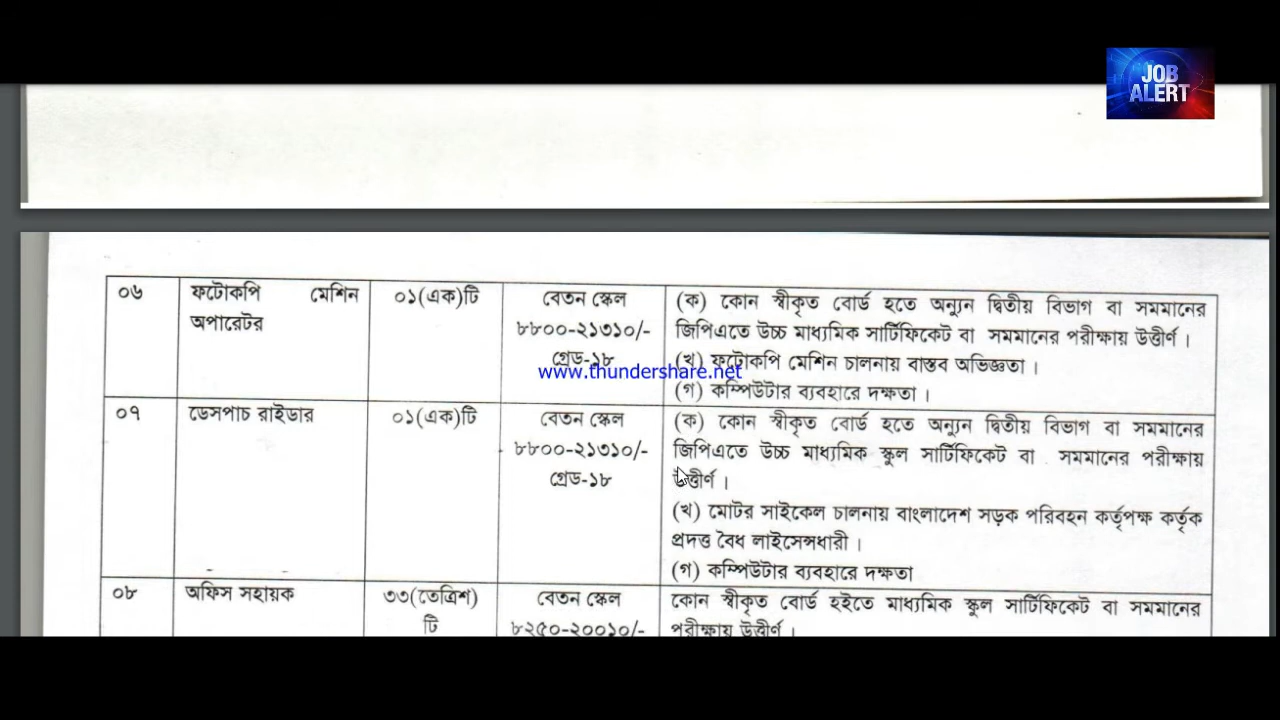 JOB
ALERT
০৬
ফটোকপি মেশিন
অপারেটর
০১(এক)টি
বেতন স্কেল
৮৮০০-২১৩১০/-
গ্রেড-১৮
(ক) কোন স্বীকৃত বোর্ড হতে অন্যুন দ্বিতীয় বিভাগ বা সমমানের
জিপিএতে উচ্চ মাধ্যমিক সার্টিফিকেট বা সমমানের পরীক্ষায় উত্তীর্ণ।
(খ) ফটোকপি মেশিন চালনায় বাস্তব অভিজ্ঞতা।
(গ) কম্পিউটার ব্যবহারে দক্ষতা।
www.thundershare.net
০৭
ডেসপাচ রাইডার
০১(এক)টি
বেতন স্কেল
৮৮০০-২১৩১০/-
গ্রেড-১৮
(ক) কোন স্বীকৃত বোর্ড হতে অন্যুন দ্বিতীয় বিভাগ বা সমমানের
জিপিএতে উচ্চ মাধ্যমিক স্কুল সার্টিফিকেট বা সমমানের পরীক্ষায়
উত্তীর্ণ।
(খ) মোটর সাইকেল চালনায় বাংলাদেশ সড়ক পরিবহন কর্তৃপক্ষ কর্তৃক
প্রদত্ত বৈধ লাইসেন্সধারী।
(গ) কম্পিউটার ব্যবহারে দক্ষতা
০৮
অফিস সহায়ক
৩৩(তেত্রিশ)
টি
বেতন স্কেল
৮২৫০-২০০১০/-
কোন স্বীকৃত বোর্ড হইতে মাধ্যমিক স্কুল সার্টিফিকেট বা সমমানের
পরীক্ষায় উত্তীর্ণ।